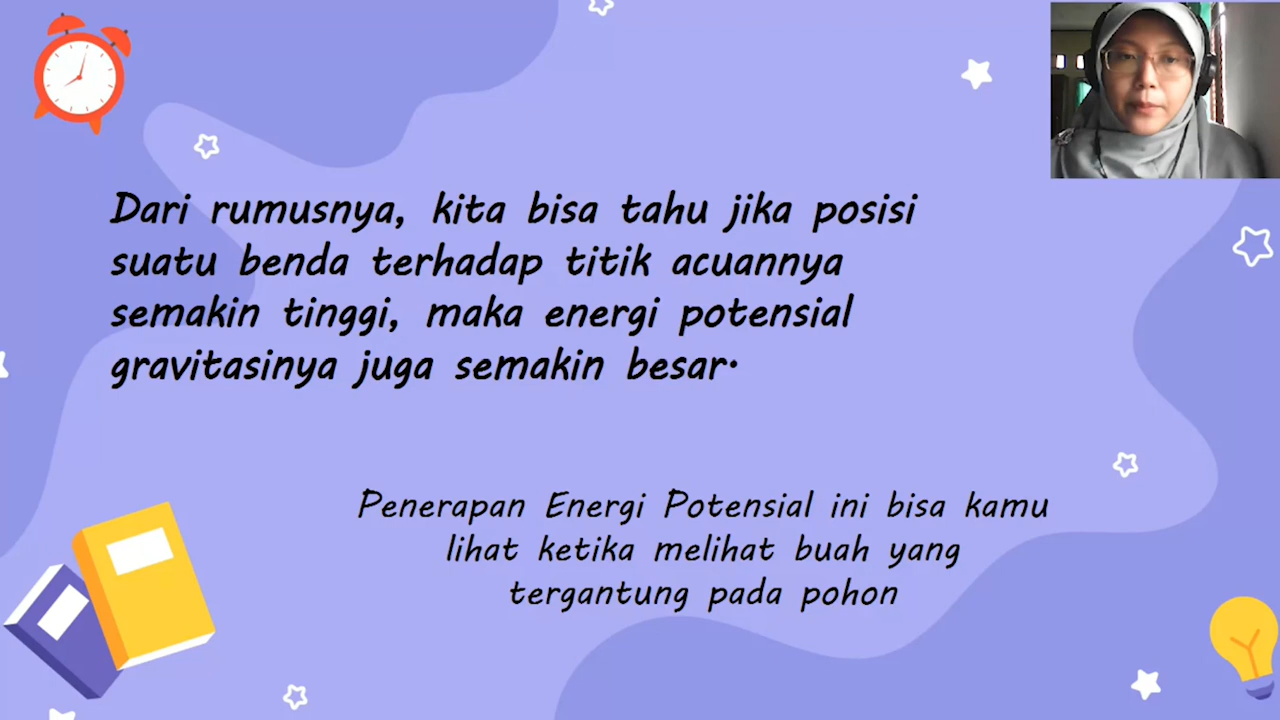 Dari rumusnya, kita bisa tahu jika posisi
suatu benda terhadap titik acuannya
semakin tinggi, maka energi potensial
gravitasinya juga semakin besar.
Penerapan Energi Potensial ini bisa kamu
lihat ketika melihat buah yang
tergantung pada pohon